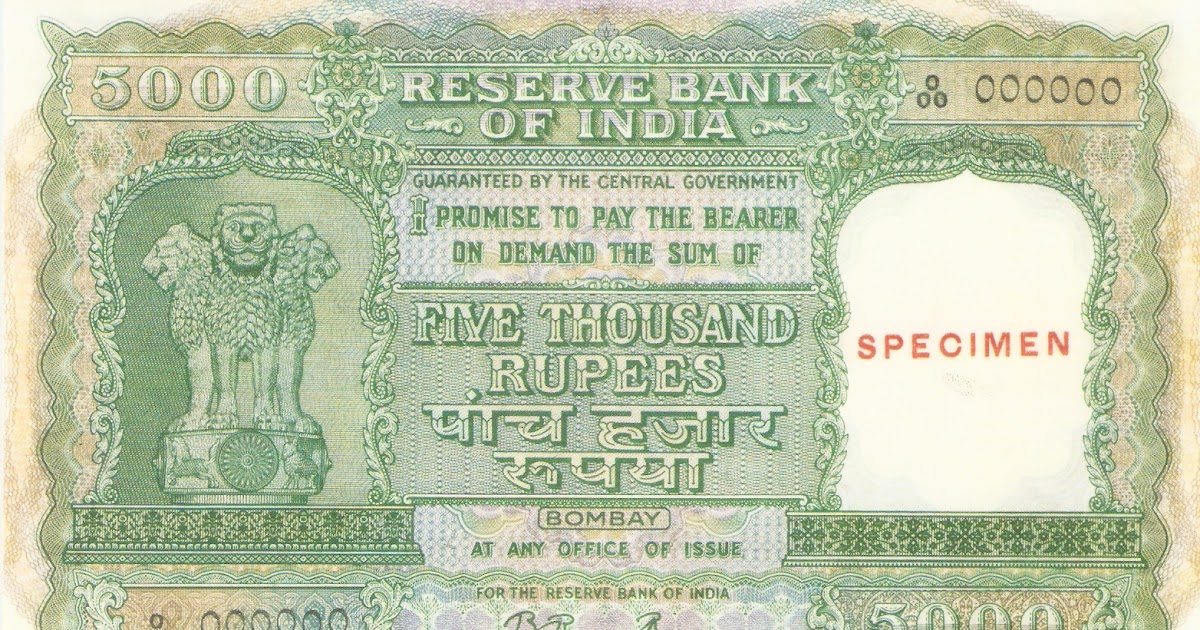 5000
RESERVE BANK
OF INDIA
8/00 000000
GUARANTEED BY THE CENTRAL GOVERNMENT
I PROMISE TO PAY THE BEARER
ON DEMAND THE SUM OF
FIVE THOUSAND
RUPEES
पांच हजार
रूपया
SPECIMEN
BOMBAY
AT ANY OFFICE OF ISSUE
FOR THE RESERVE BANK OF INDIA
000000
5000